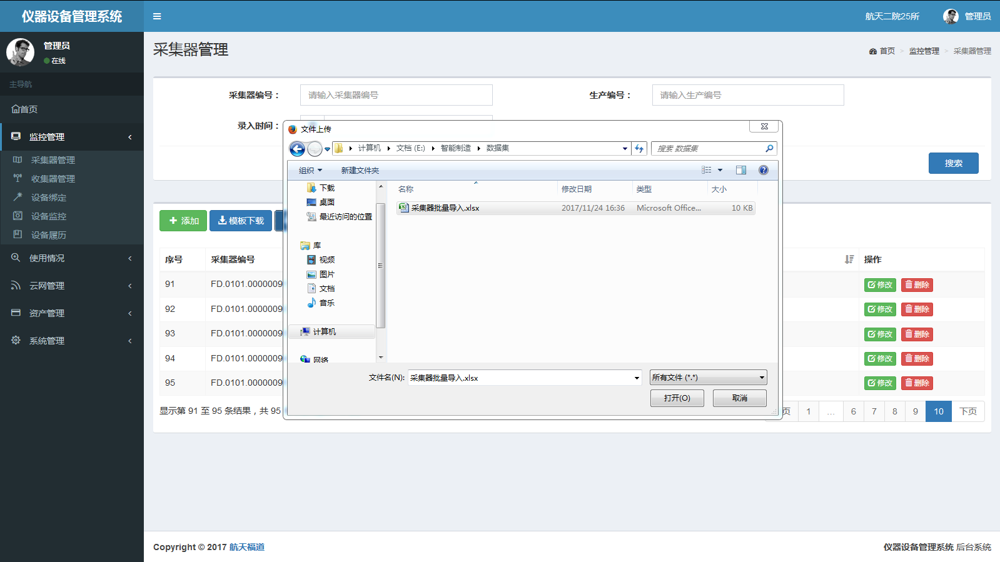 仪器设备管理系统
航天二院25所
管理员
管理员
在线
主导航
首页
监控管理
采集器管理
收集器管理
设备绑定
设备监控
设备履历
使用情况
云网管理
资产管理
系统管理
采集器管理
首页 > 监控管理 > 采集器管理
采集器编号：
请输入采集器编号
生产编号：
请输入生产编号
录入时间：
搜索
添加
模板下载
序号
采集器编号
操作
91
FD.0101.0000009
修改
删除
92
FD.0101.0000009
修改
删除
93
FD.0101.0000009
修改
删除
94
FD.0101.0000009
修改
删除
95
FD.0101.0000009
修改
删除
显示第 91 至 95 条结果，共 95
页
1
...
6
7
8
9
10
下页
文件上传
计算机
文档 (E:)
智能制造
数据集
搜索 数据集
组织
新建文件夹
下载
桌面
最近访问的位置
库
视频
图片
文档
音乐
计算机
网络
名称
修改日期
类型
大小
采集器批量导入.xlsx
2017/11/24 16:36
Microsoft Office...
10 KB
文件名(N):
采集器批量导入.xlsx
所有文件 (*.*)
打开(O)
取消
Copyright © 2017 航天福道
仪器设备管理系统 后台系统